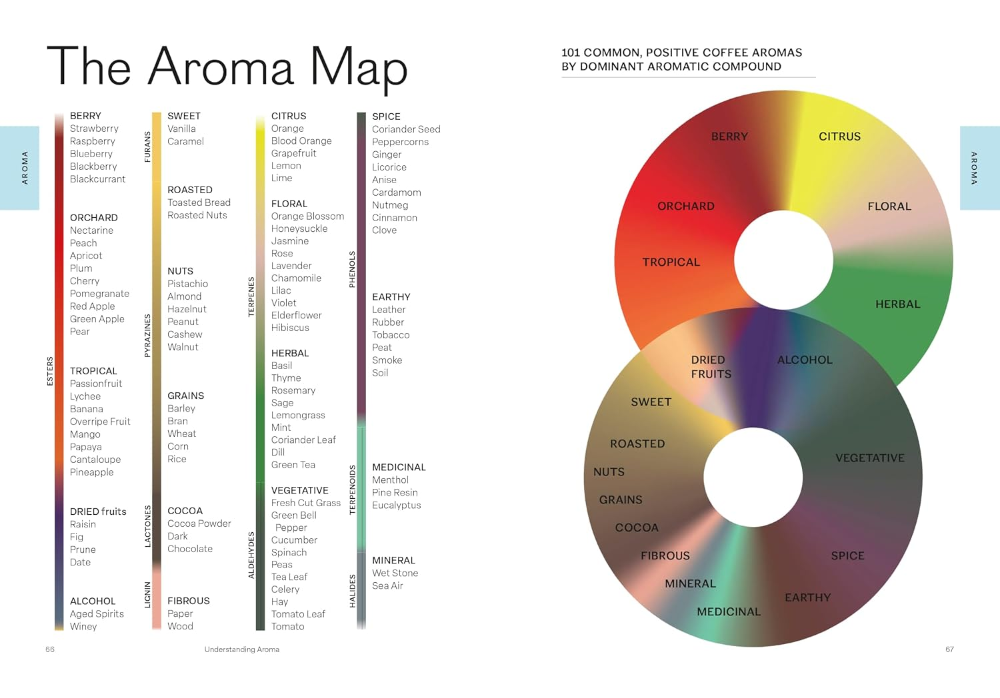 The Aroma Map
AROMA
ESTERS
BERRY
Strawberry
Raspberry
Blueberry
Blackberry
Blackcurrant
ORCHARD
Nectarine
Peach
Apricot
Plum
Cherry
Pomegranate
Red Apple
Green Apple
Pear
TROPICAL
Passionfruit
Lychee
Banana
Overripe Fruit
Mango
Papaya
Cantaloupe
Pineapple
DRIED fruits
Raisin
Fig
Prune
Date
ALCOHOL
Aged Spirits
Winey
FURANS
SWEET
Vanilla
Caramel
PYRAZINES
ROASTED
Toasted Bread
Roasted Nuts
NUTS
Pistachio
Almond
Hazelnut
Peanut
Cashew
Walnut
GRAINS
Barley
Bran
Wheat
Corn
Rice
LACTONES
COCOA
Cocoa Powder
Dark
Chocolate
LIGNIN
FIBROUS
Paper
Wood
TERPENES
CITRUS
Orange
Blood Orange
Grapefruit
Lemon
Lime
FLORAL
Orange Blossom
Honeysuckle
Jasmine
Rose
Lavender
Chamomile
Lilac
Violet
Elderflower
Hibiscus
HERBAL
Basil
Thyme
Rosemary
Sage
Lemongrass
Mint
Coriander Leaf
Dill
Green Tea
ALDEHYDES
VEGETATIVE
Fresh Cut Grass
Green Bell
Pepper
Cucumber
Spinach
Peas
Tea Leaf
Celery
Hay
Tomato Leaf
Tomato
PHENOLS
SPICE
Coriander Seed
Peppercorns
Ginger
Licorice
Anise
Cardamom
Nutmeg
Cinnamon
Clove
EARTHY
Leather
Rubber
Tobacco
Peat
Smoke
Soil
TERPENOIDS
MEDICINAL
Menthol
Pine Resin
Eucalyptus
HALIDES
MINERAL
Wet Stone
Sea Air
66
Understanding Aroma
101 COMMON, POSITIVE COFFEE AROMAS
BY DOMINANT AROMATIC COMPOUND
AROMA
BERRY
CITRUS
ORCHARD
FLORAL
TROPICAL
HERBAL
DRIED
FRUITS
ALCOHOL
SWEET
ROASTED
VEGETATIVE
NUTS
GRAINS
COCOA
FIBROUS
SPICE
MINERAL
EARTHY
MEDICINAL
67